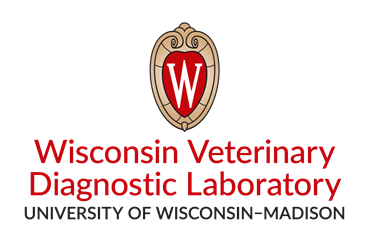 W
Wisconsin Veterinary
Diagnostic Laboratory
UNIVERSITY OF WISCONSIN–MADISON